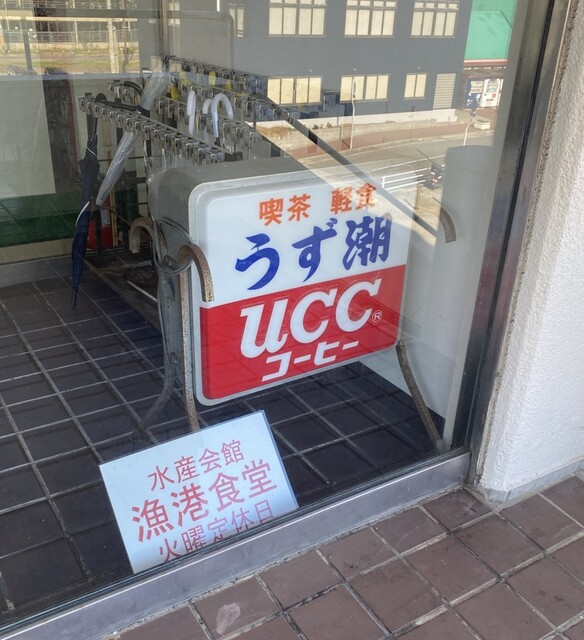 喫茶 軽食
うず潮
UCC®
コーヒー
水産会館
漁港食堂
火曜定休日